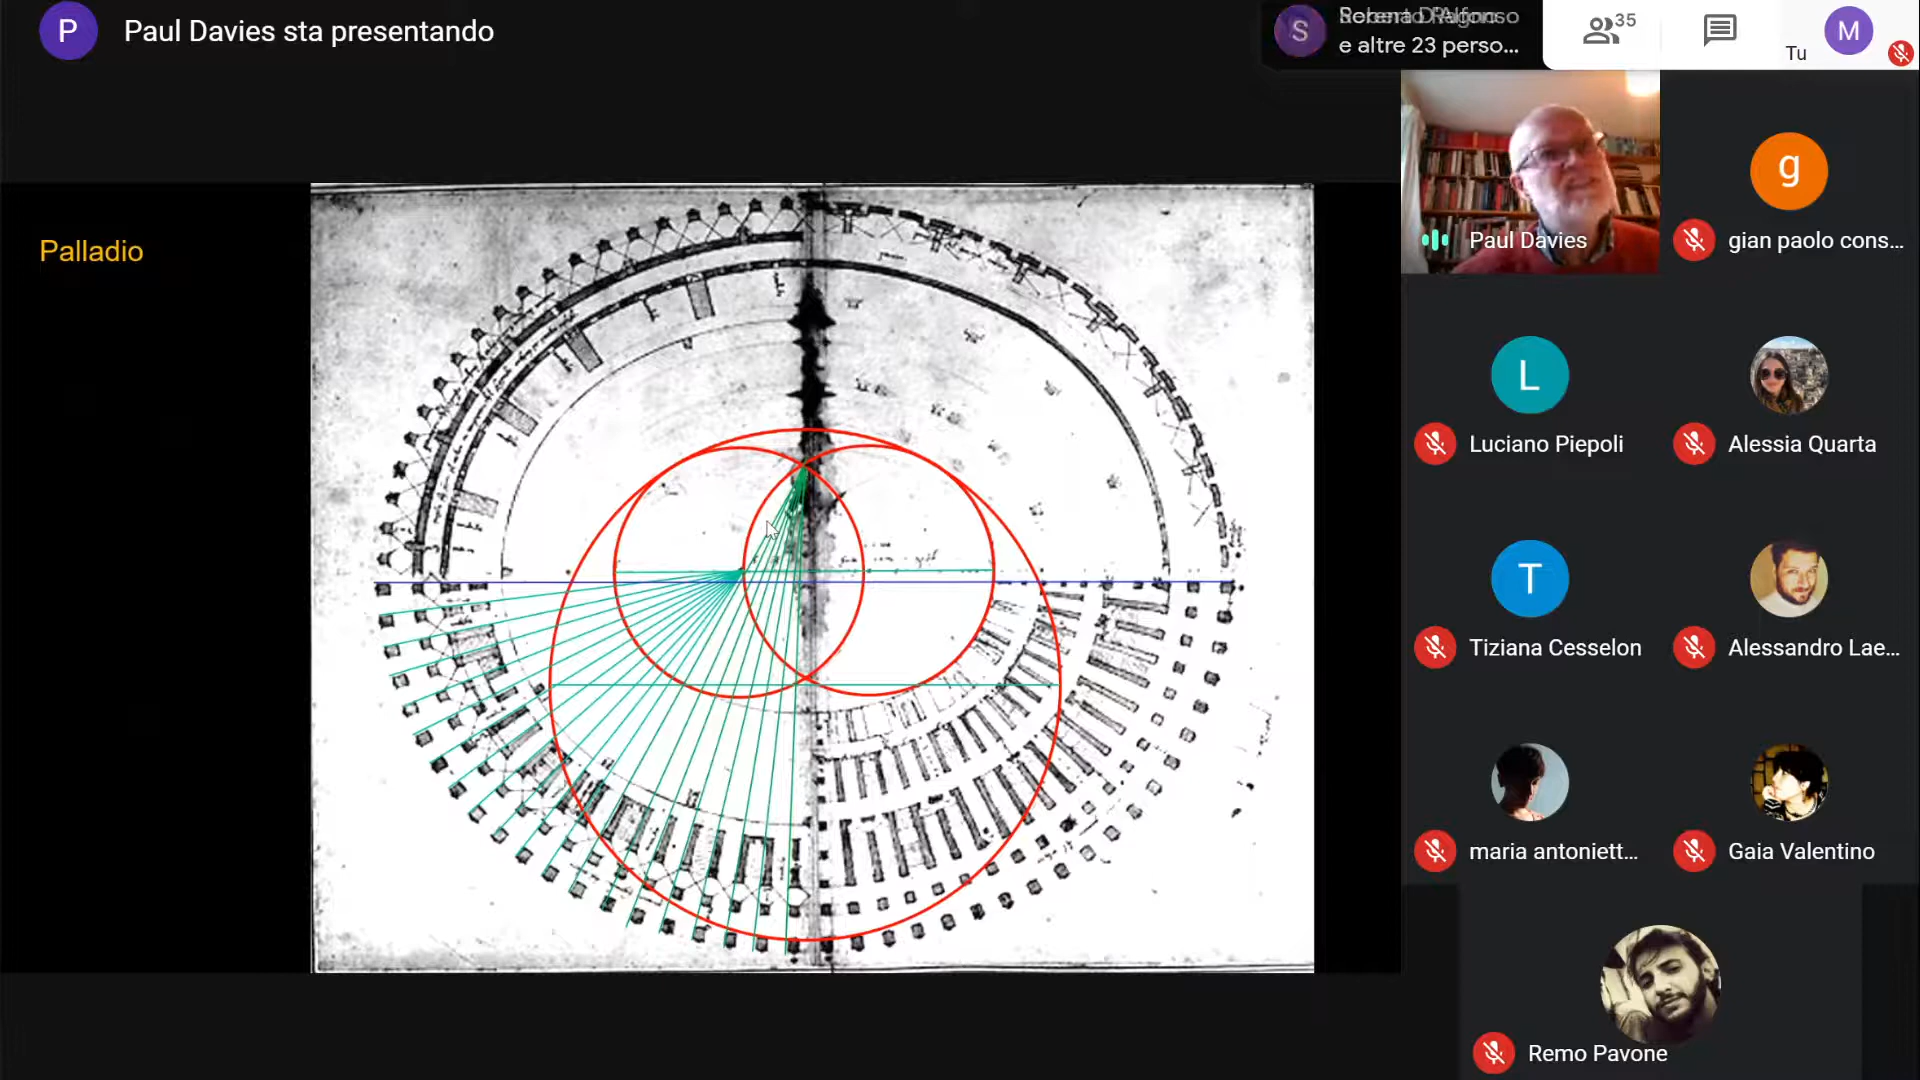 P
Paul Davies sta presentando
S
e altre 23 perso...
35
Tu
M
Palladio
Paul Davies
g
gian paolo cons...
L
Luciano Piepoli
Alessia Quarta
T
Tiziana Cesselon
Alessandro Lae...
maria antoniett...
Gaia Valentino
Remo Pavone